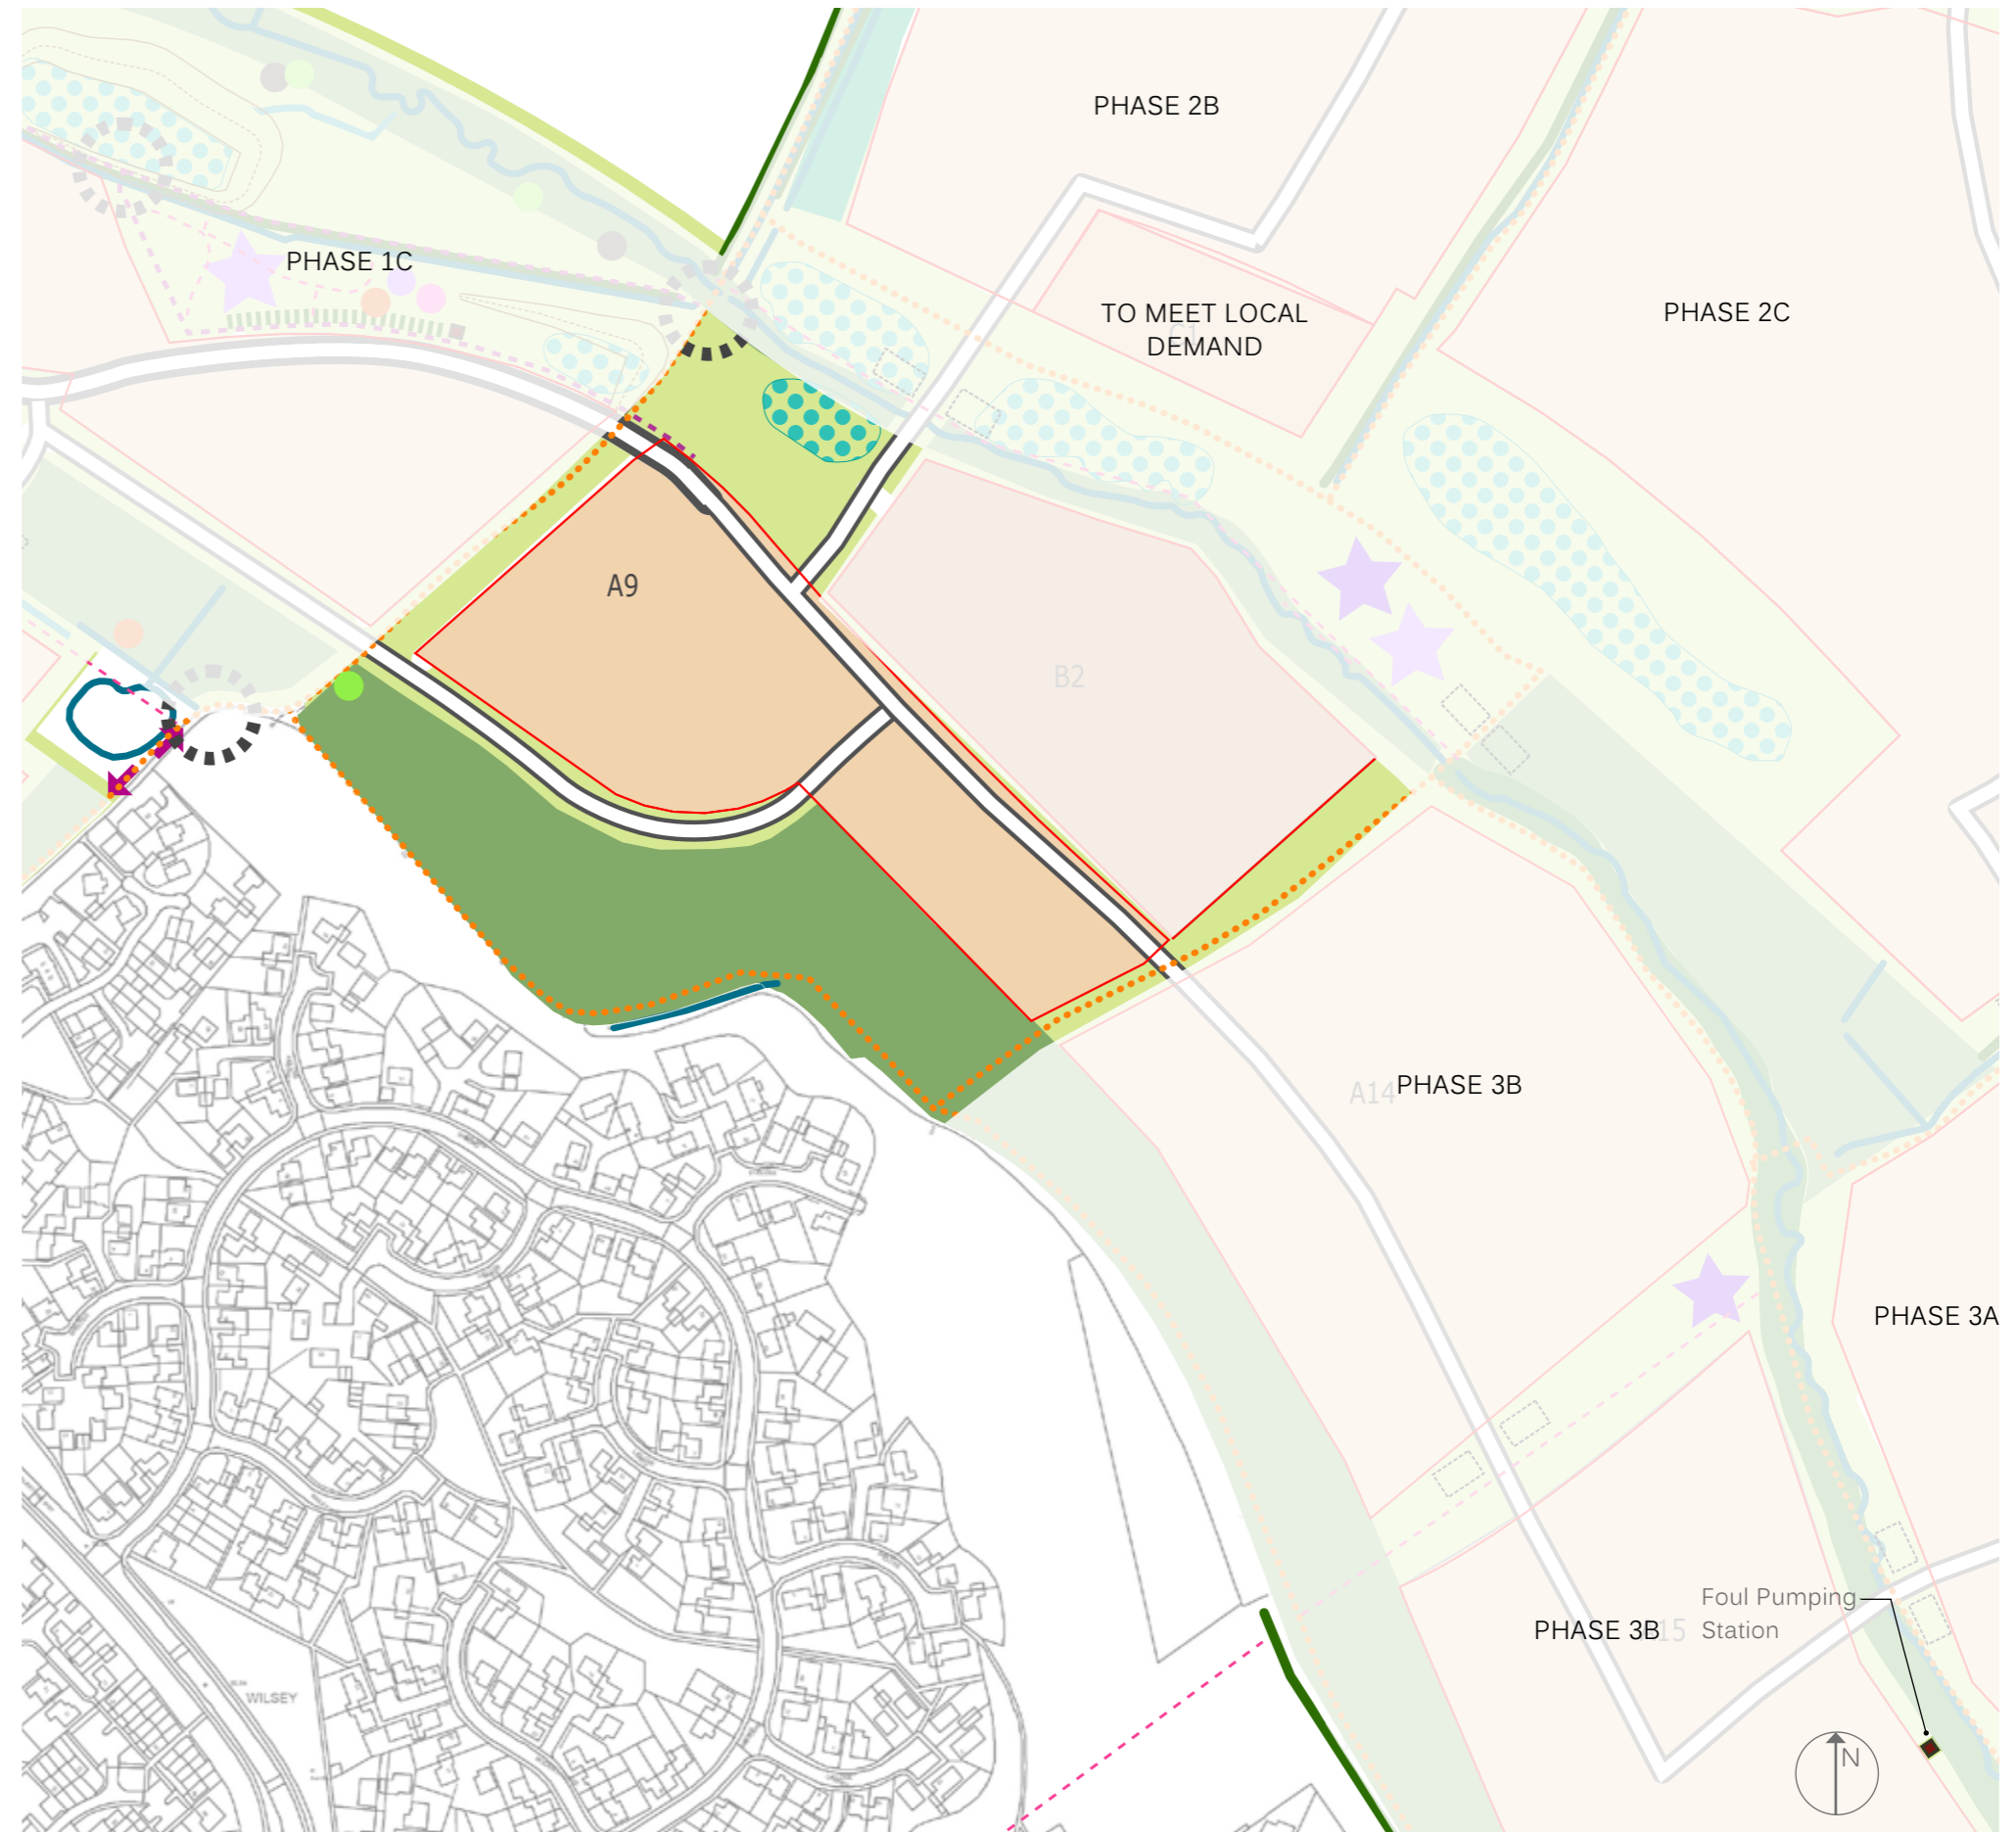 PHASE 2B
PHASE 1C
TO MEET LOCAL
C1
DEMAND
PHASE 2C
A9
B2
A14
PHASE 3B
PHASE 3A
Foul Pumping
Station
PHASE 3B
15
WILSEY
N